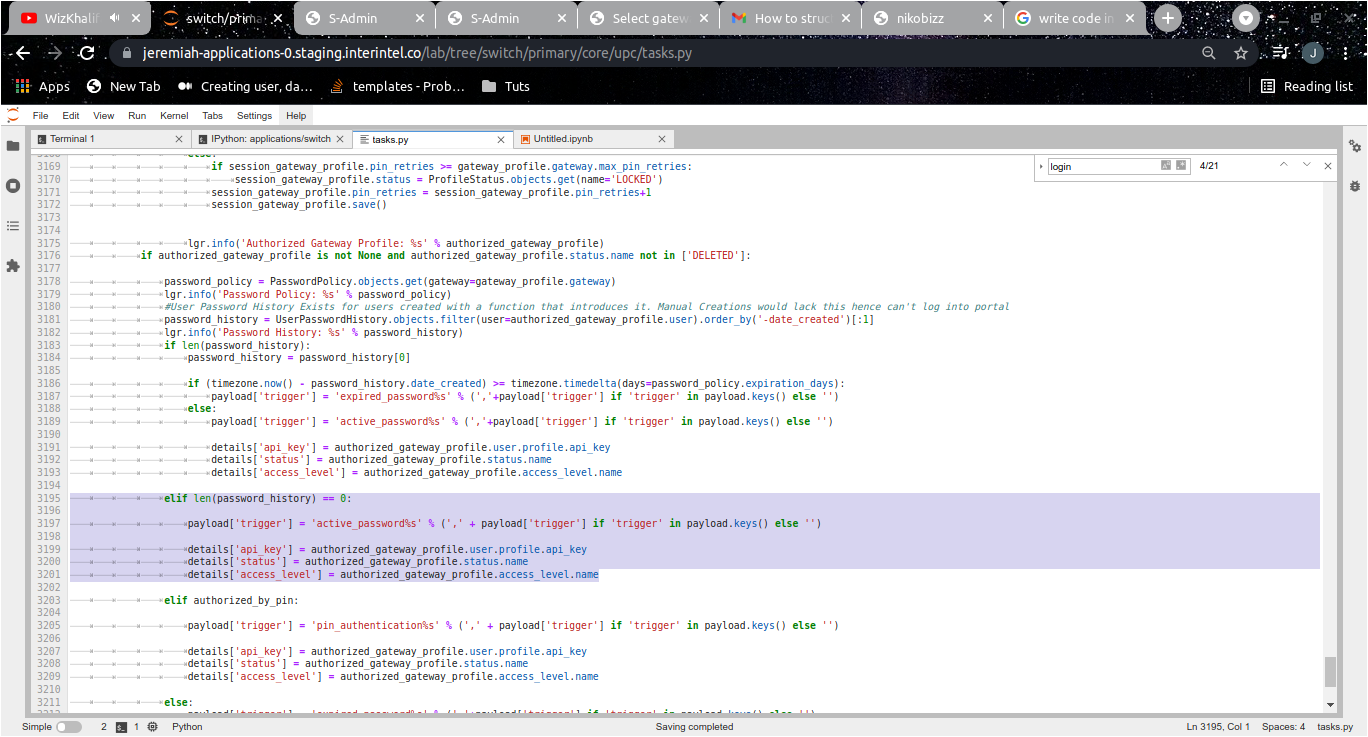 WizKhalif
switch/prima
S-Admin
S-Admin
Select gatew
How to struc
nikobizz
write code in
jeremiah-applications-0.staging.interintel.co/lab/tree/switch/primary/core/upc/tasks.py
J
Apps
New Tab
Creating user, da...
templates - Prob...
Tuts
Reading list
File Edit View Run Kernel Tabs Settings Help
Terminal 1
IPython: applications/switch
tasks.py
Untitled.ipynb
login
4/21
else:
3169 if session_gateway_profile.pin_retries >= gateway_profile.gateway.max_pin_retries:
3170 session_gateway_profile.status = ProfileStatus.objects.get(name='LOCKED')
3171 session_gateway_profile.pin_retries = session_gateway_profile.pin_retries+1
3172 session_gateway_profile.save()
3173
3174
3175 lgr.info('Authorized Gateway Profile: %s' % authorized_gateway_profile)
3176 if authorized_gateway_profile is not None and authorized_gateway_profile.status.name not in ['DELETED']:
3177
3178 password_policy = PasswordPolicy.objects.get(gateway=gateway_profile.gateway)
3179 lgr.info('Password Policy: %s' % password_policy)
3180 #User Password History Exists for users created with a function that introduces it. Manual Creations would lack this hence can't log into portal
3181 password_history = UserPasswordHistory.objects.filter(user=authorized_gateway_profile.user).order_by('-date_created')[:1]
3182 lgr.info('Password History: %s' % password_history)
3183 if len(password_history):
3184 password_history = password_history[0]
3185
3186 if (timezone.now() - password_history.date_created) >= timezone.timedelta(days=password_policy.expiration_days):
3187 payload['trigger'] = 'expired_password%s' % (','+payload['trigger'] if 'trigger' in payload.keys() else '')
3188 else:
3189 payload['trigger'] = 'active_password%s' % (','+payload['trigger'] if 'trigger' in payload.keys() else '')
3190
3191 details['api_key'] = authorized_gateway_profile.user.profile.api_key
3192 details['status'] = authorized_gateway_profile.status.name
3193 details['access_level'] = authorized_gateway_profile.access_level.name
3194
3195 elif len(password_history) == 0:
3196
3197 payload['trigger'] = 'active_password%s' % (',' + payload['trigger'] if 'trigger' in payload.keys() else '')
3198
3199 details['api_key'] = authorized_gateway_profile.user.profile.api_key
3200 details['status'] = authorized_gateway_profile.status.name
3201 details['access_level'] = authorized_gateway_profile.access_level.name
3202
3203 elif authorized_by_pin:
3204
3205 payload['trigger'] = 'pin_authentication%s' % (',' + payload['trigger'] if 'trigger' in payload.keys() else '')
3206
3207 details['api_key'] = authorized_gateway_profile.user.profile.api_key
3208 details['status'] = authorized_gateway_profile.status.name
3209 details['access_level'] = authorized_gateway_profile.access_level.name
3210
3211 else:
Simple
2
1
Python
Saving completed
Ln 3195, Col 1
Spaces: 4
tasks.py